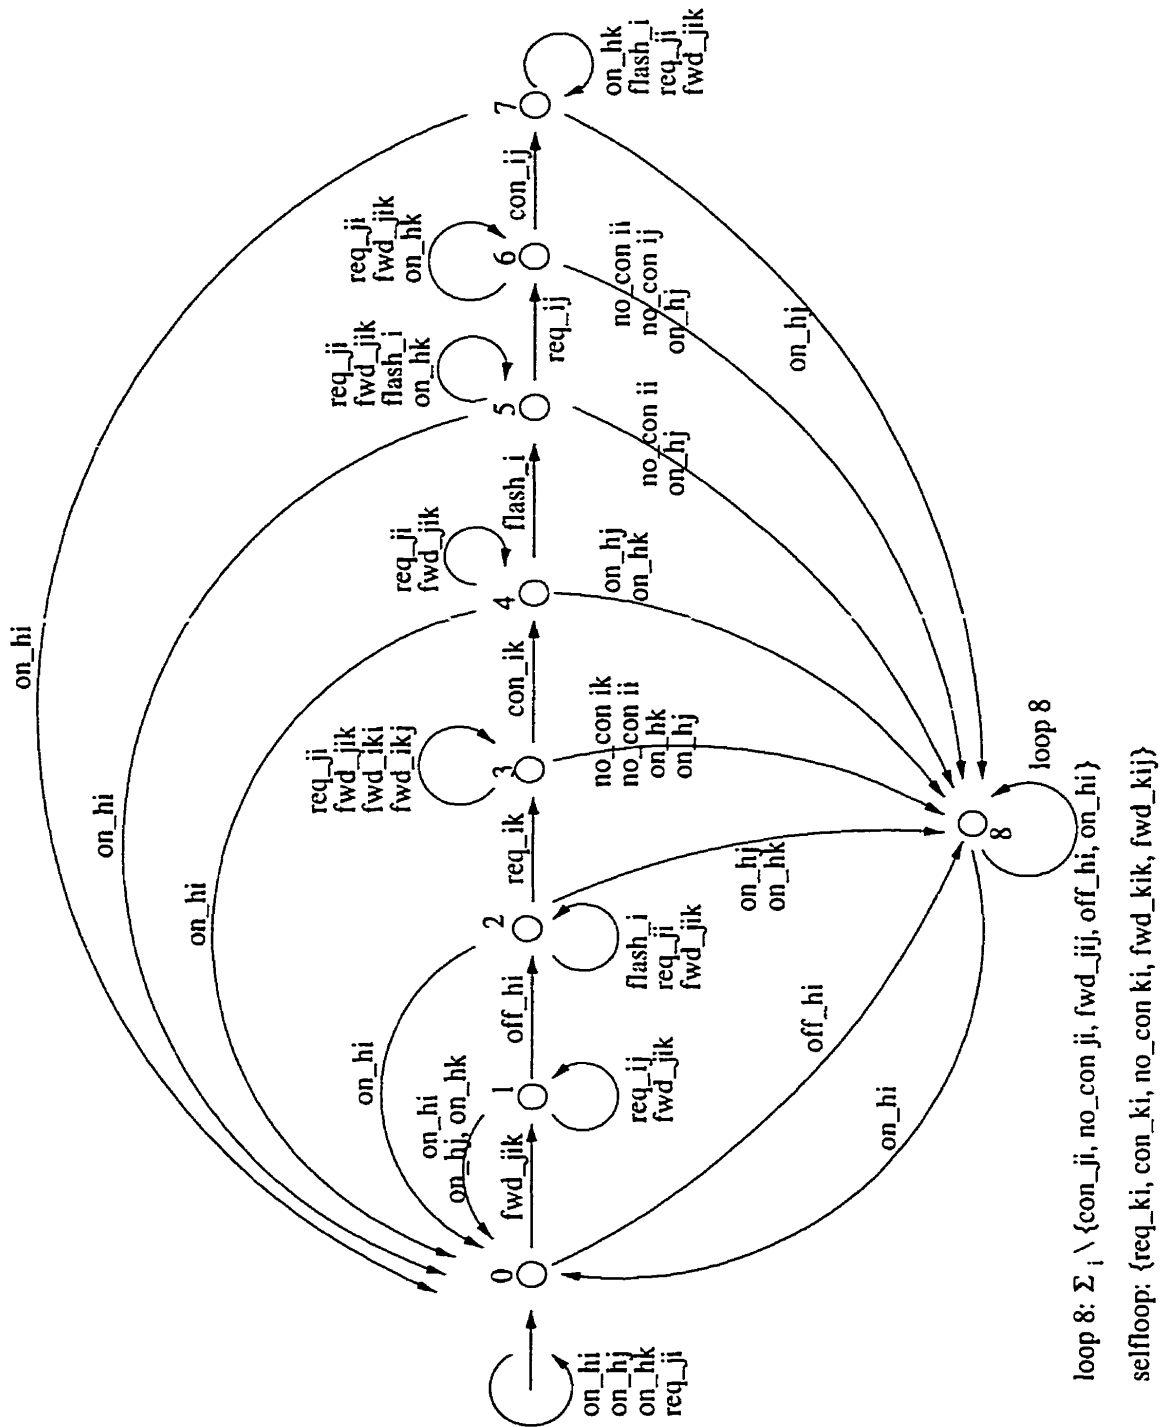 on_hi
on_hi
on_hi
on_hi
on_hi
on_hj, on_hk
0
1
2
3
4
5
6
7
on_hi
on_hj
on_hk
req_ji
fwd_jik
req_ij
fwd_jik
off_hi
flash_i
req_ji
fwd_jik
req_ik
req_ji
fwd_jik
fwd_iki
fwd_ikj
con_ik
req_ji
fwd_jik
flash_i
req_ji
fwd_jik
flash_i
on_hk
req_ij
req_ji
fwd_jik
on_hk
con_ij
on_hk
flash_i
req_ji
fwd_jik
off_hi
on_hi
on_hj
on_hk
no_con ik
no_con ii
on_hk
on_hj
on_hj
on_hk
no_con ii
on_hj
no_con ii
no_con ij
on_hj
on_hj
8
loop 8
loop 8: Σ i \ {con_ji, no_con ji, fwd_jij, off_hi, on_hi}
selfloop: {req_ki, con_ki, no_con ki, fwd_kik, fwd_kij}